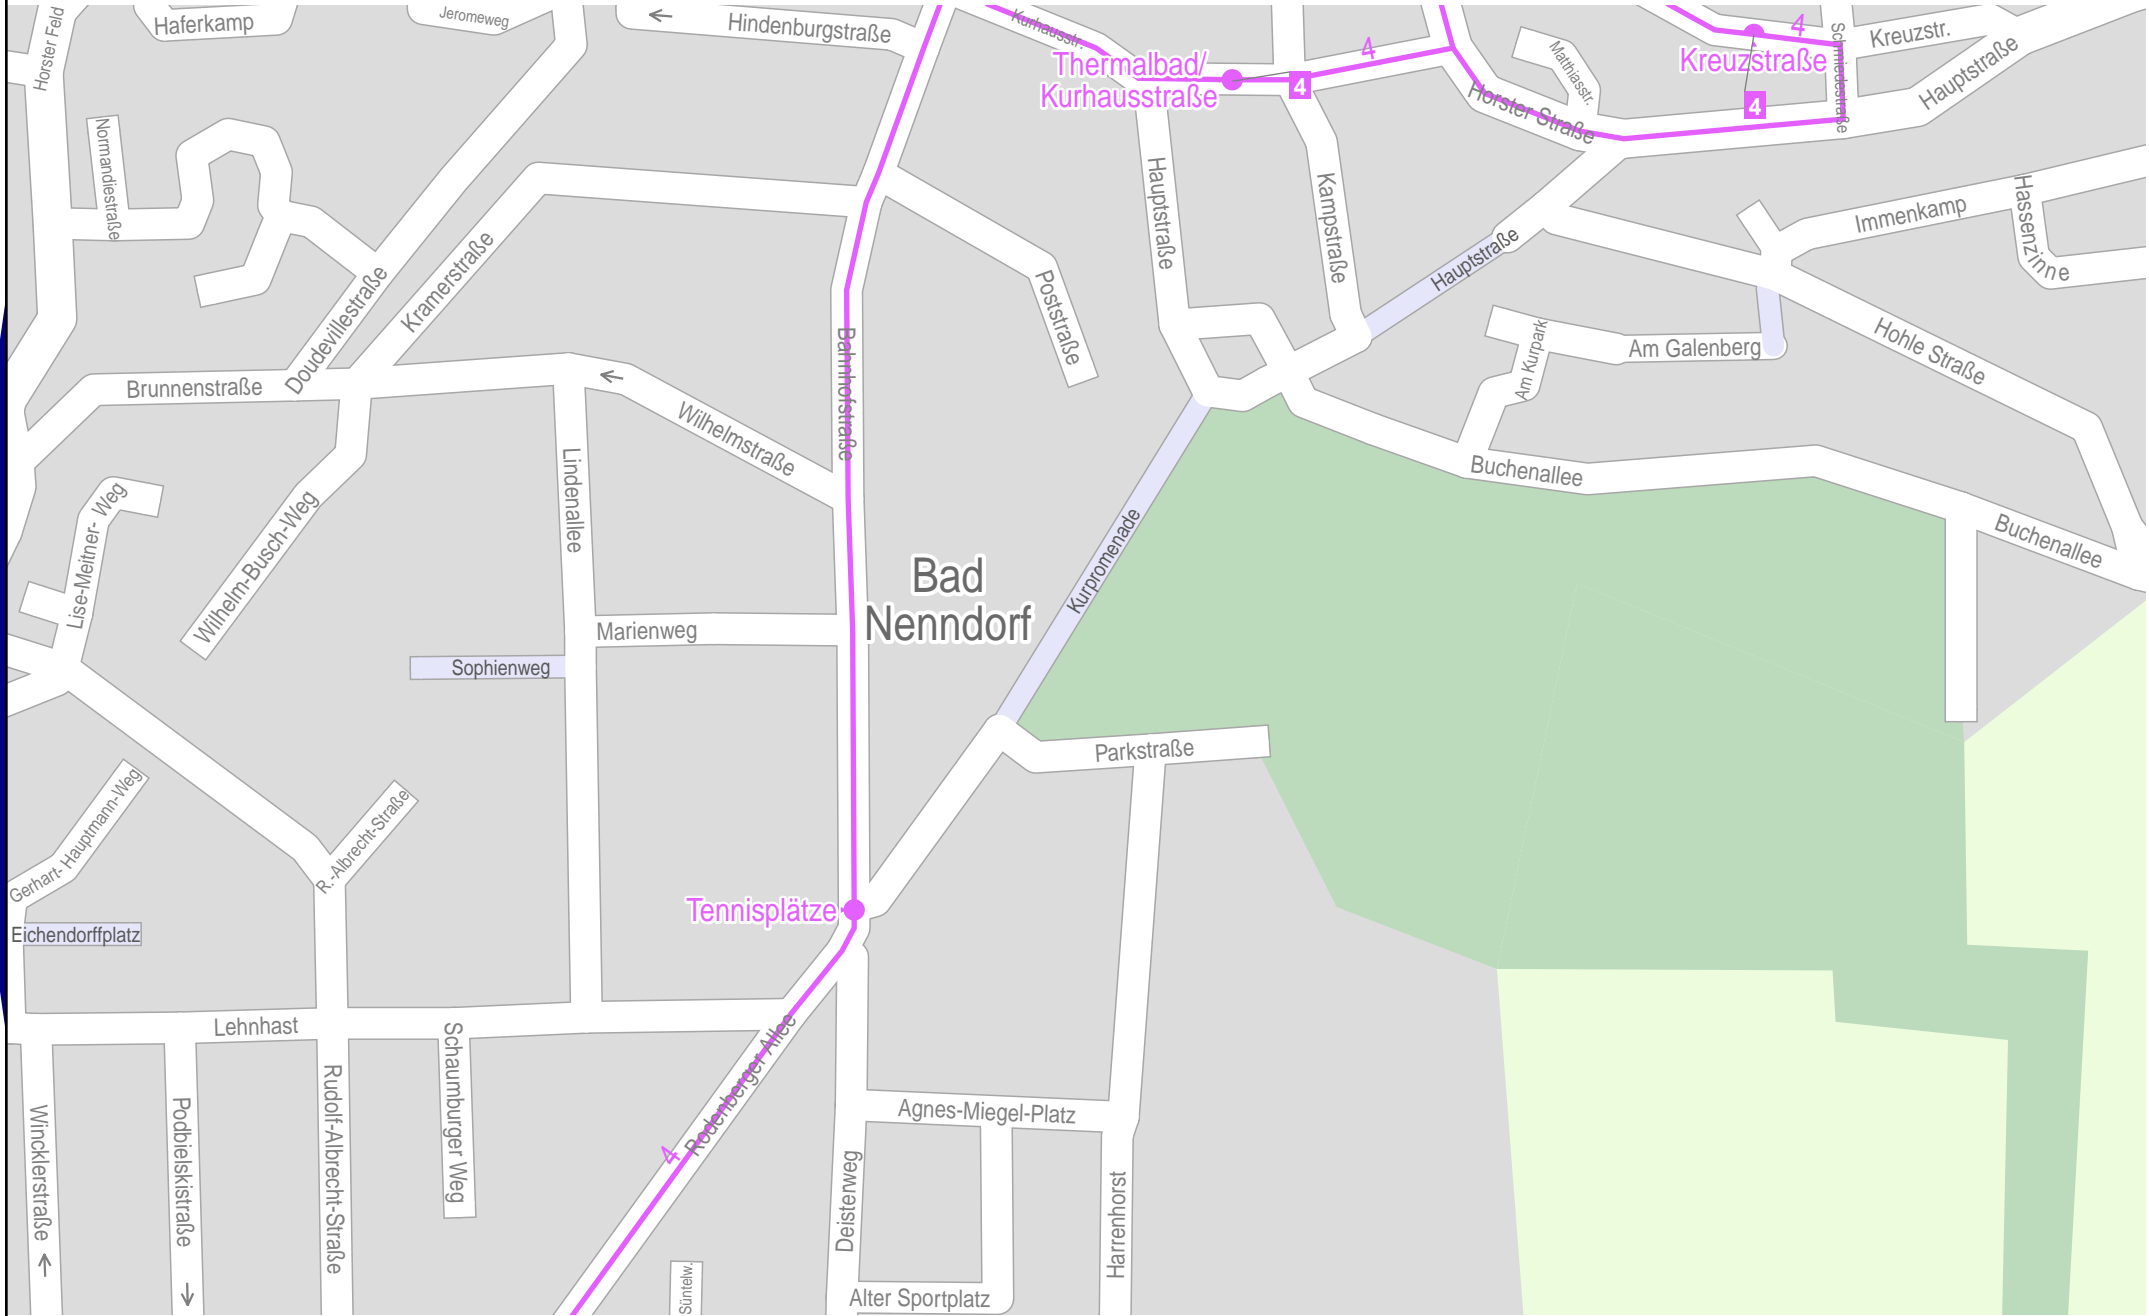 Horster Feld
Haferkamp
Jeromeweg
Hindenburgstraße
Kurhausstr.
4
4
Kreuzstr.
Schmiedestraße
Thermalbad/
Kurhausstraße
4
Matthiasstr.
Kreuzstraße
4
Hauptstraße
Horster Straße
Normandiestraße
Hauptstraße
Kampstraße
Immenkamp
Hassenzinne
Kramerstraße
Doudevillestraße
Poststraße
Hauptstraße
Am Kurpark
Am Galenberg
Hohle Straße
Brunnenstraße
Bahnhofstraße
Wilhelmstraße
Lindenallee
Buchenallee
Buchenallee
Lise-Meitner- Weg
Wilhelm-Busch-Weg
Kurpromenade
Bad
Nenndorf
Marienweg
Sophienweg
Parkstraße
Gerhart- Hauptmann-Weg
R.-Albrecht-Straße
Tennisplätze
Eichendorffplatz
Lehnhast
Rodenberger Allee
4
Schaumburger Weg
Rudolf-Albrecht-Straße
Podbielskistraße
Wincklerstraße
Agnes-Miegel-Platz
Deisterweg
Harrenhorst
Süntelw.
Alter Sportplatz